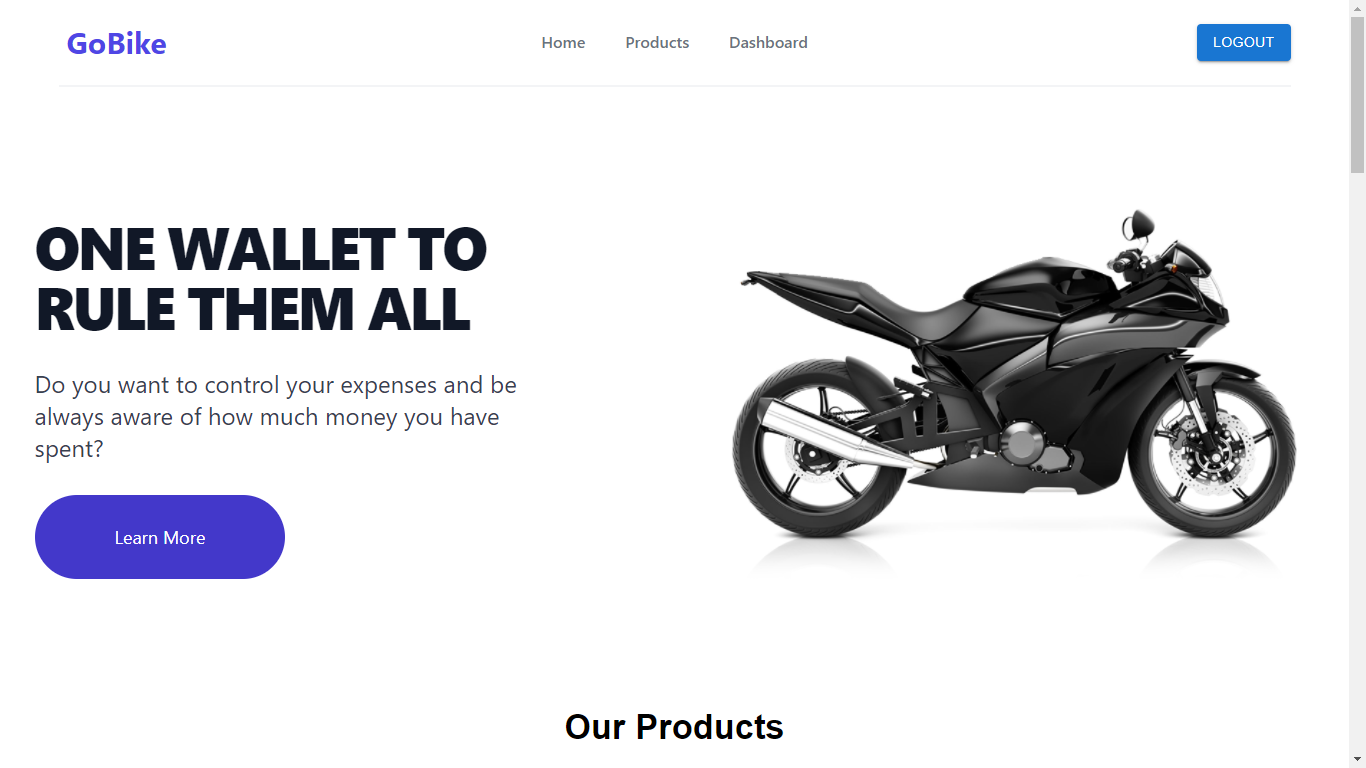 GoBike
Home
Products
Dashboard
LOGOUT
ONE WALLET TO
RULE THEM ALL
Do you want to control your expenses and be
always aware of how much money you have
spent?
Learn More
Our Products